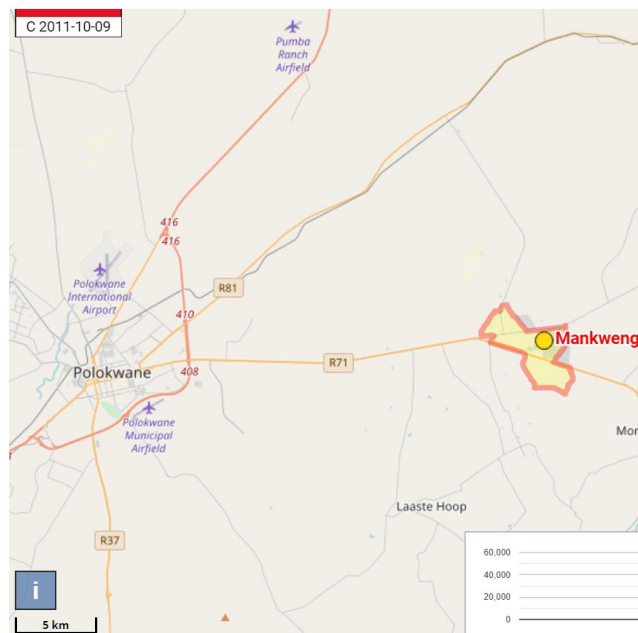 C 2011-10-09
Pumba
Ranch
Airfield
416
416
Polokwane
International
Airport
R81
410
Mankweng
R71
408
Polokwane
Polokwane
Municipal
Airfield
Mor
Laaste Hoop
R37
60,000
40,000
20,000
0
i
5 km